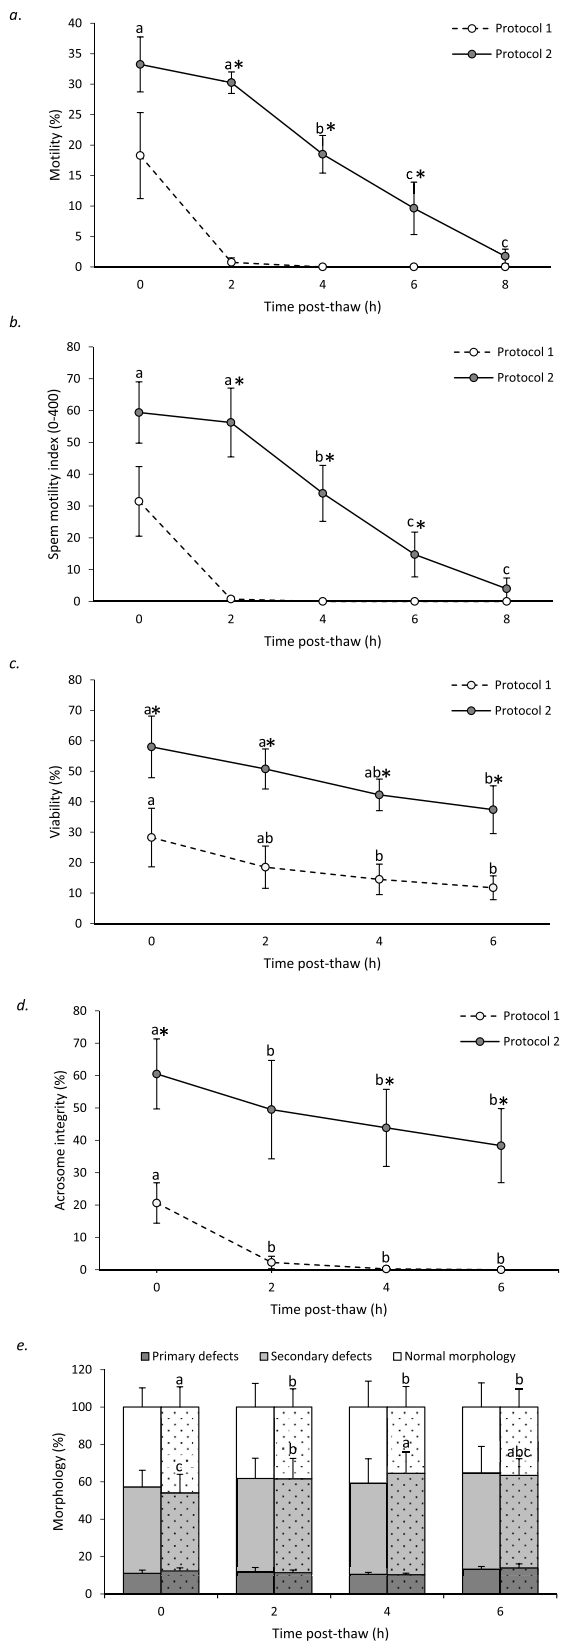 a.
40
a
Protocol 1
35
a*
Protocol 2
30
25
b*
20
15
c*
10
5
c
0
Motility (%)
0 2 4 6 8
Time post-thaw (h)
b.
80
Protocol 1
70
a
a*
Protocol 2
60
50
b*
40
30
c*
20
10
c
0
Spem motility index (0-400)
0 2 4 6 8
Time post-thaw (h)
c.
80
Protocol 1
70
a*
Protocol 2
60
a*
50
ab*
b*
40
a
30
ab
b
b
20
10
0
Viability (%)
0 2 4 6
Time post-thaw (h)
d.
80
Protocol 1
a*
70
b
Protocol 2
60
b*
b*
50
40
30
a
20
10
b
b
b
0
Acrosome integrity (%)
0 2 4 6
Time post-thaw (h)
e.
Primary defects Secondary defects Normal morphology
120
a b b b
100
80
c b a abc
60
40
20
0
Morphology (%)
0 2 4 6
Time post-thaw (h)